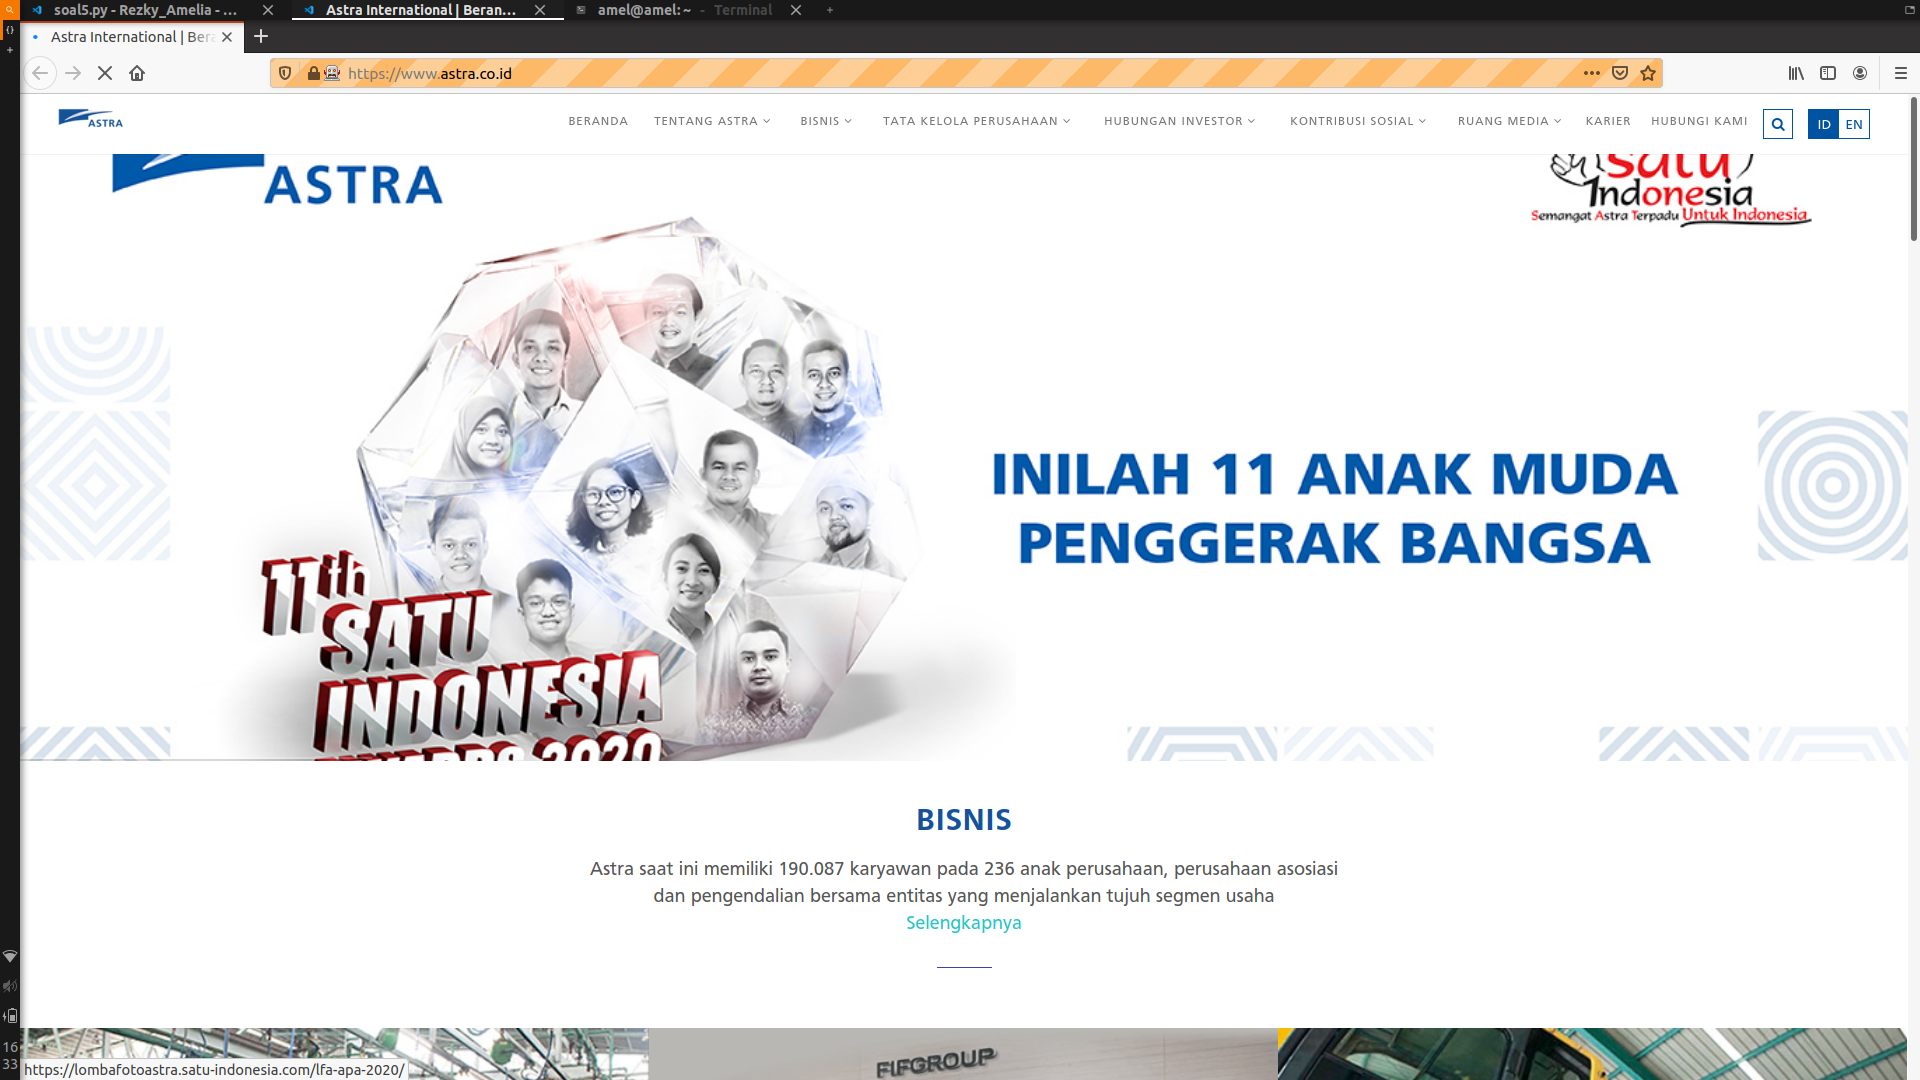 soal5.py - Rezky_Amelia - ...
Astra International | Beran...
amel@amel: ~ - Terminal
Astra International | Bera
https://www.astra.co.id
ASTRA
BERANDA
TENTANG ASTRA
BISNIS
TATA KELOLA PERUSAHAAN
HUBUNGAN INVESTOR
KONTRIBUSI SOSIAL
RUANG MEDIA
KARIER
HUBUNGI KAMI
ID
EN
ASTRA
satu
Indonesia
Semangat Astra Terpadu Untuk Indonesia
INILAH 11 ANAK MUDA
PENGGERAK BANGSA
11th
SATU
INDONESIA
AWARDS 2020
BISNIS
Astra saat ini memiliki 190.087 karyawan pada 236 anak perusahaan, perusahaan asosiasi
dan pengendalian bersama entitas yang menjalankan tujuh segmen usaha
Selengkapnya
FIFGROUP
16
33
https://lombafotoastra.satu-indonesia.com/lfa-apa-2020/